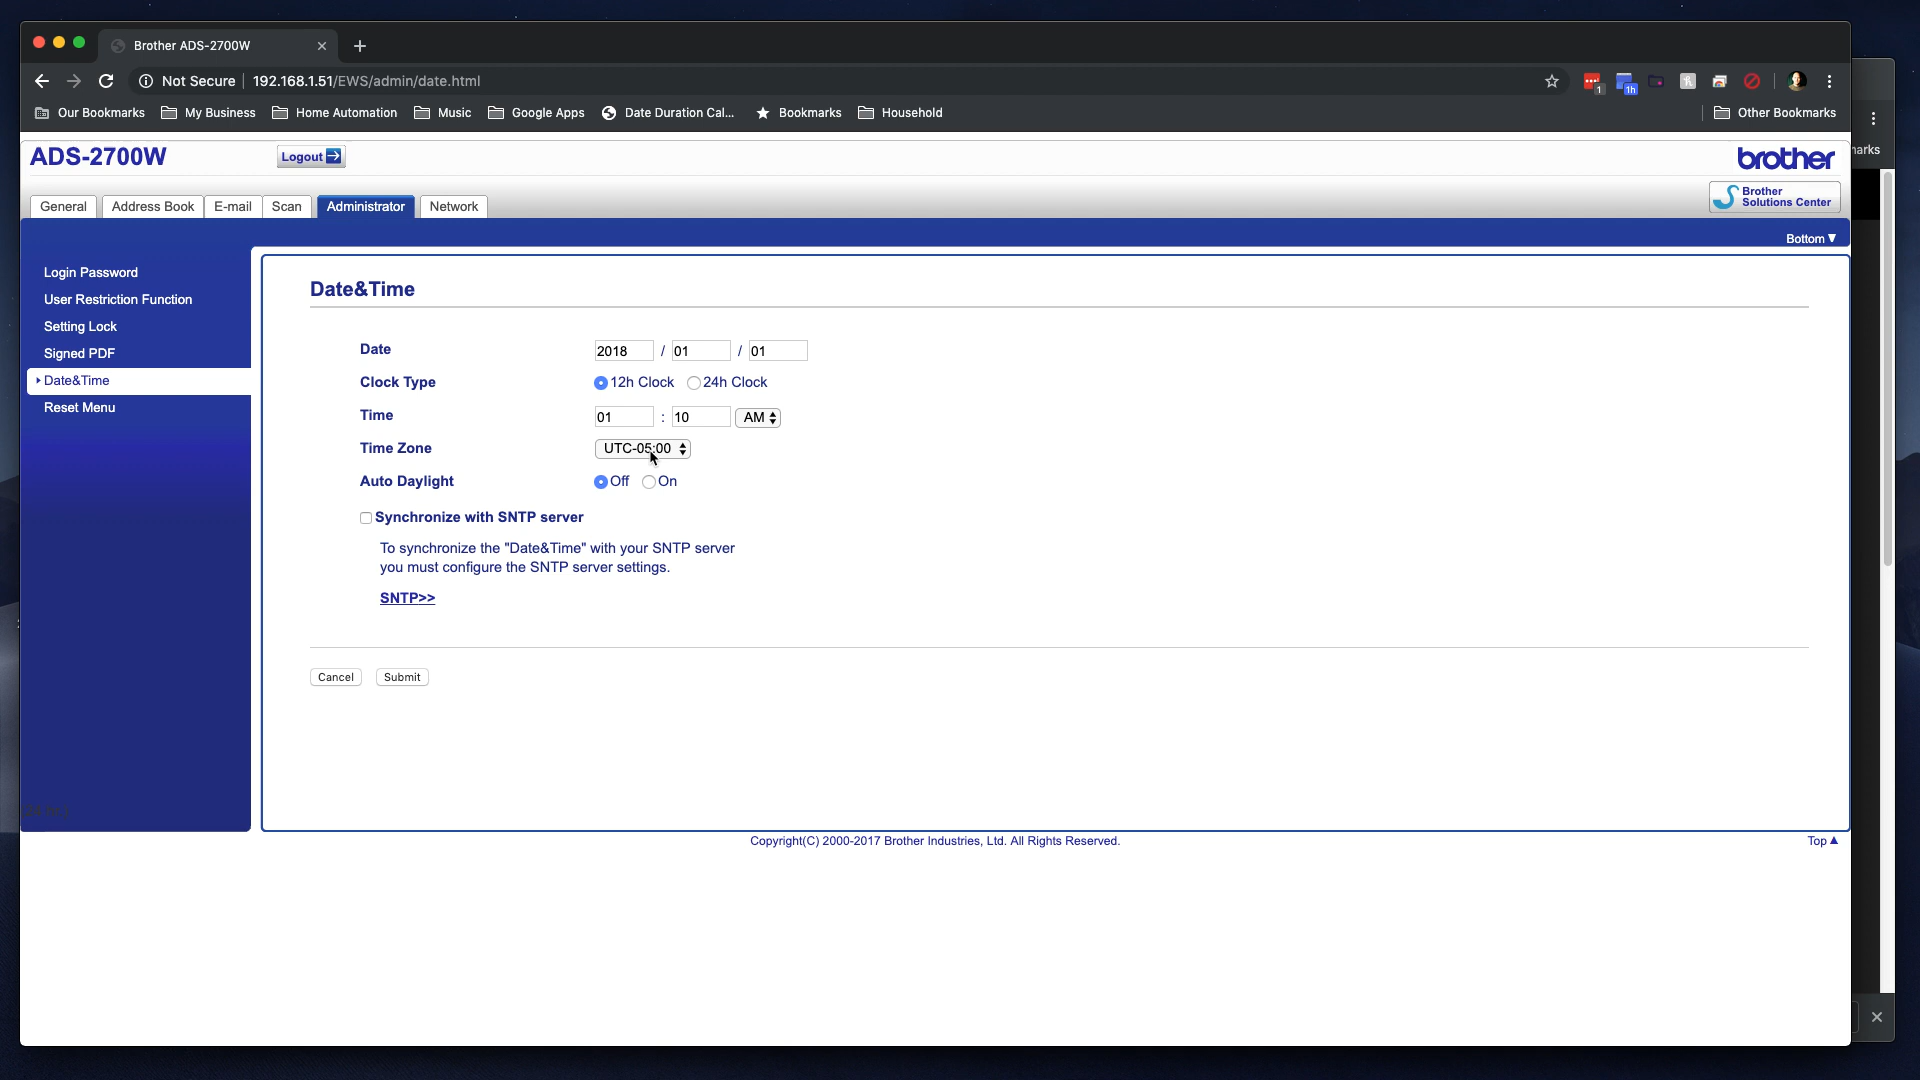 Brother ADS-2700W
Not Secure | 192.168.1.51/EWS/admin/date.html
1
1h
Our Bookmarks My Business Home Automation Music Google Apps Date Duration Cal... Bookmarks Household Other Bookmarks
arks
ADS-2700W Logout brother
General Address Book E-mail Scan Administrator Network
Brother
Solutions Center
Bottom▼
Login Password
User Restriction Function
Setting Lock
Signed PDF
Date&Time
Reset Menu
Date&Time
Date 2018 / 01 / 01
Clock Type 12h Clock 24h Clock
Time 01 : 10 AM
Time Zone UTC-05:00
Auto Daylight Off On
Synchronize with SNTP server
To synchronize the "Date&Time" with your SNTP server
you must configure the SNTP server settings.
SNTP>>
Cancel Submit
Copyright(C) 2000-2017 Brother Industries, Ltd. All Rights Reserved.
Top▲